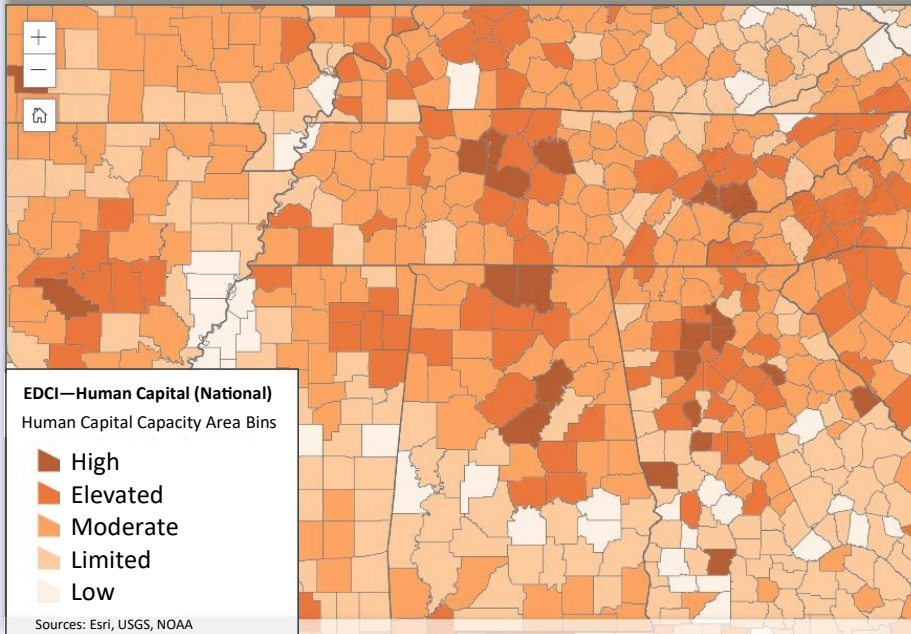 +
−
EDCI—Human Capital (National)
Human Capital Capacity Area Bins
High
Elevated
Moderate
Limited
Low
Sources: Esri, USGS, NOAA